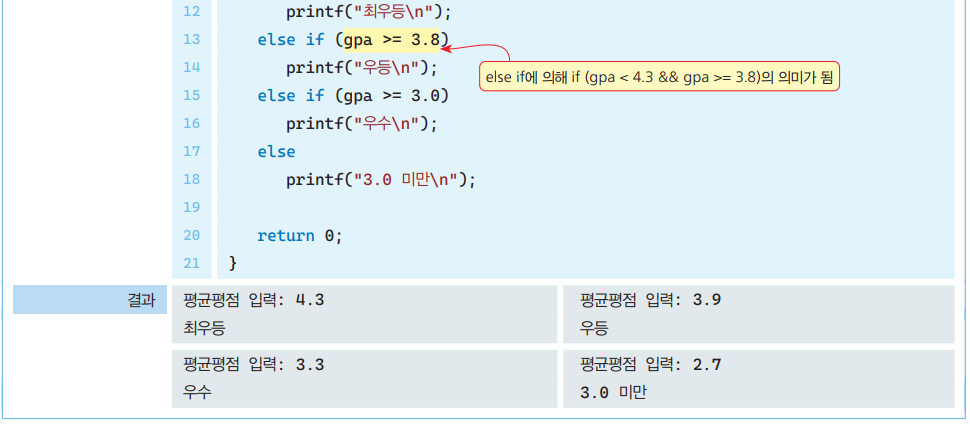 12 printf("최우등\n");
13 else if (gpa >= 3.8)
14 printf("우등\n");
else if에 의해 if (gpa < 4.3 && gpa >= 3.8)의 의미가 됨
15 else if (gpa >= 3.0)
16 printf("우수\n");
17 else
18 printf("3.0 미만\n");
19
20 return 0;
21 }
결과
평균평점 입력: 4.3
최우등
평균평점 입력: 3.9
우등
평균평점 입력: 3.3
우수
평균평점 입력: 2.7
3.0 미만